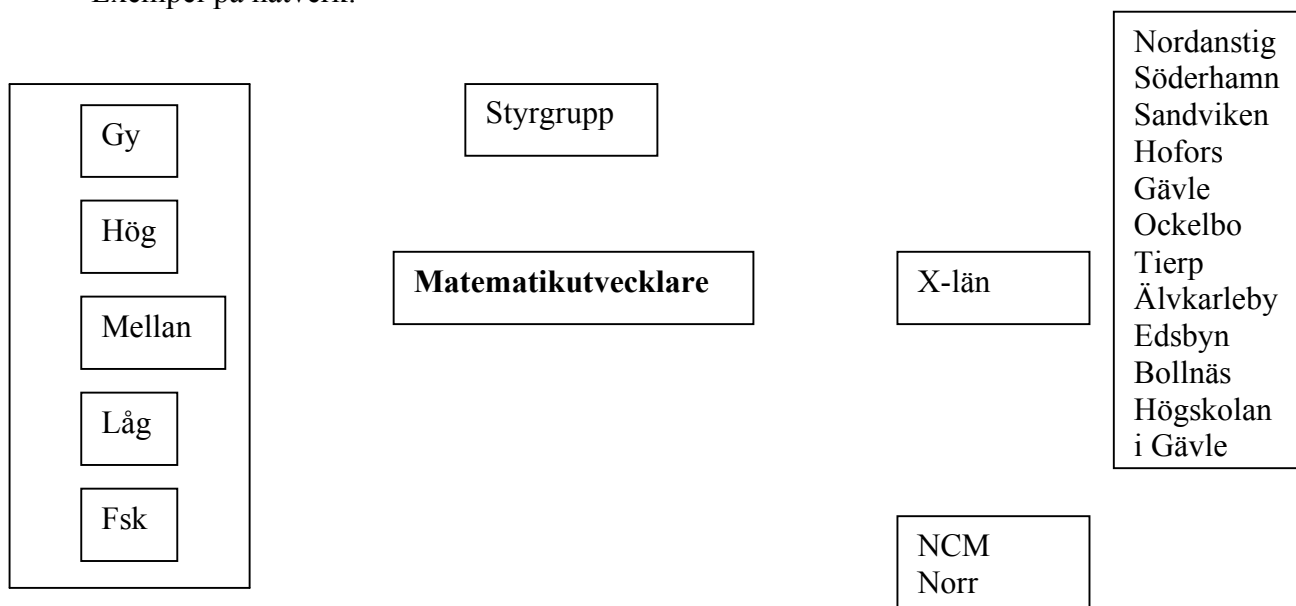 Exempel på nätverk:
Gy
Hög
Mellan
Låg
Fsk
Styrgrupp
Matematikutvecklare
X-län
NCM
Norr
Nordanstig
Söderhamn
Sandviken
Hofors
Gävle
Ockelbo
Tierp
Älvkarleby
Edsbyn
Bollnäs
Högskolan
i Gävle